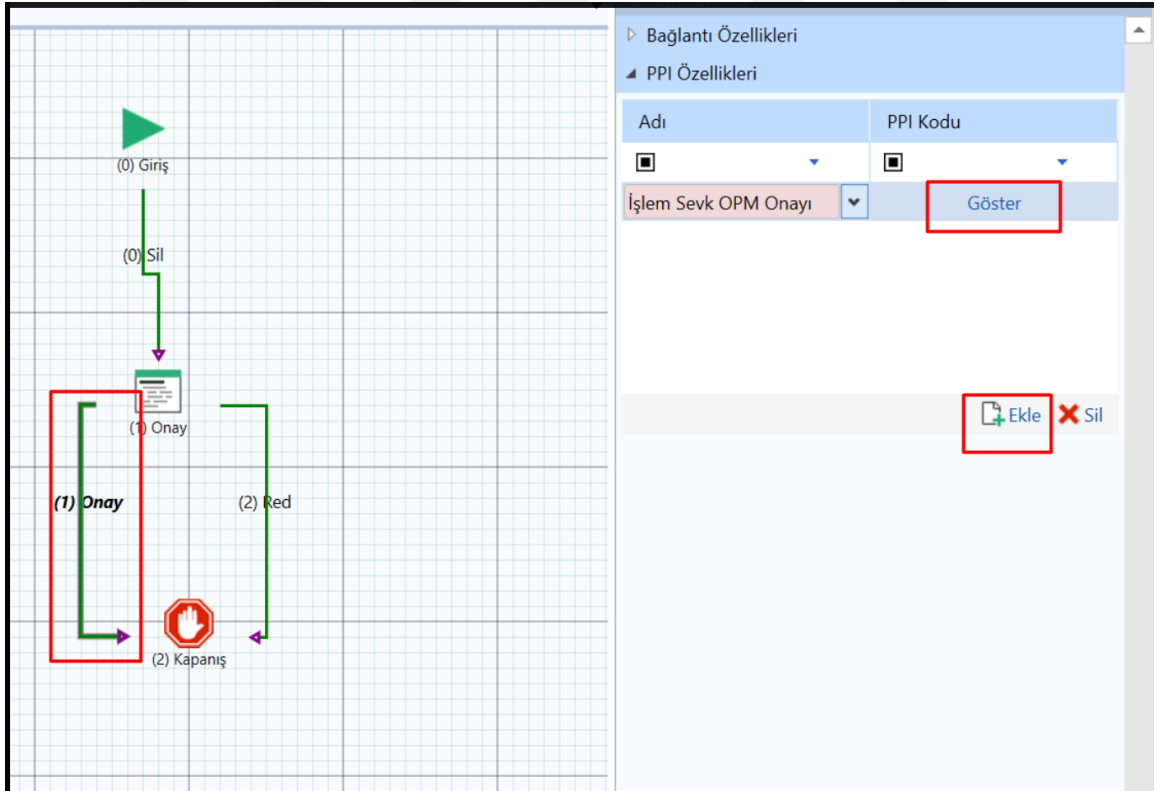 Bağlantı Özellikleri
PPI Özellikleri
Adı PPI Kodu
İşlem Sevk OPM Onayı Göster
Ekle Sil
(0) Giriş
(0) Sil
(1) Onay
(1) Onay (2) Red
(2) Kapanış